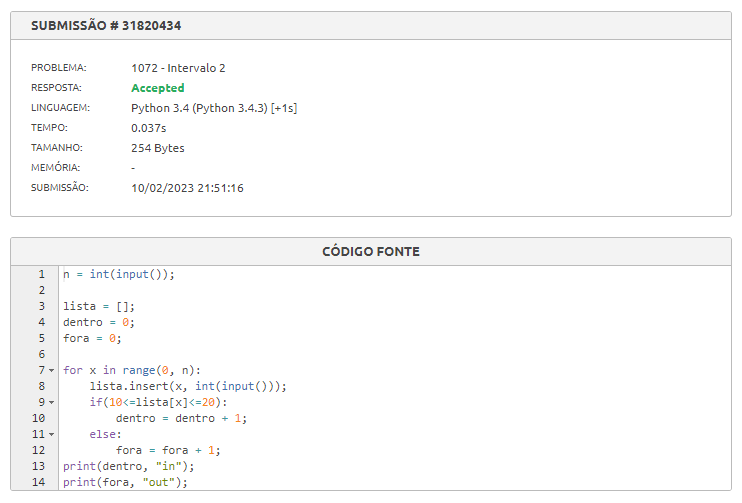 SUBMISSÃO # 31820434
PROBLEMA: 1072 - Intervalo 2
RESPOSTA: Accepted
LINGUAGEM: Python 3.4 (Python 3.4.3) [+1s]
TEMPO: 0.037s
TAMANHO: 254 Bytes
MEMÓRIA: -
SUBMISSÃO: 10/02/2023 21:51:16
CÓDIGO FONTE
1 n = int(input());
2
3 lista = [];
4 dentro = 0;
5 fora = 0;
6
7 for x in range(0, n):
8     lista.insert(x, int(input()));
9     if(10<=lista[x]<=20):
10         dentro = dentro + 1;
11     else:
12         fora = fora + 1;
13 print(dentro, "in");
14 print(fora, "out");